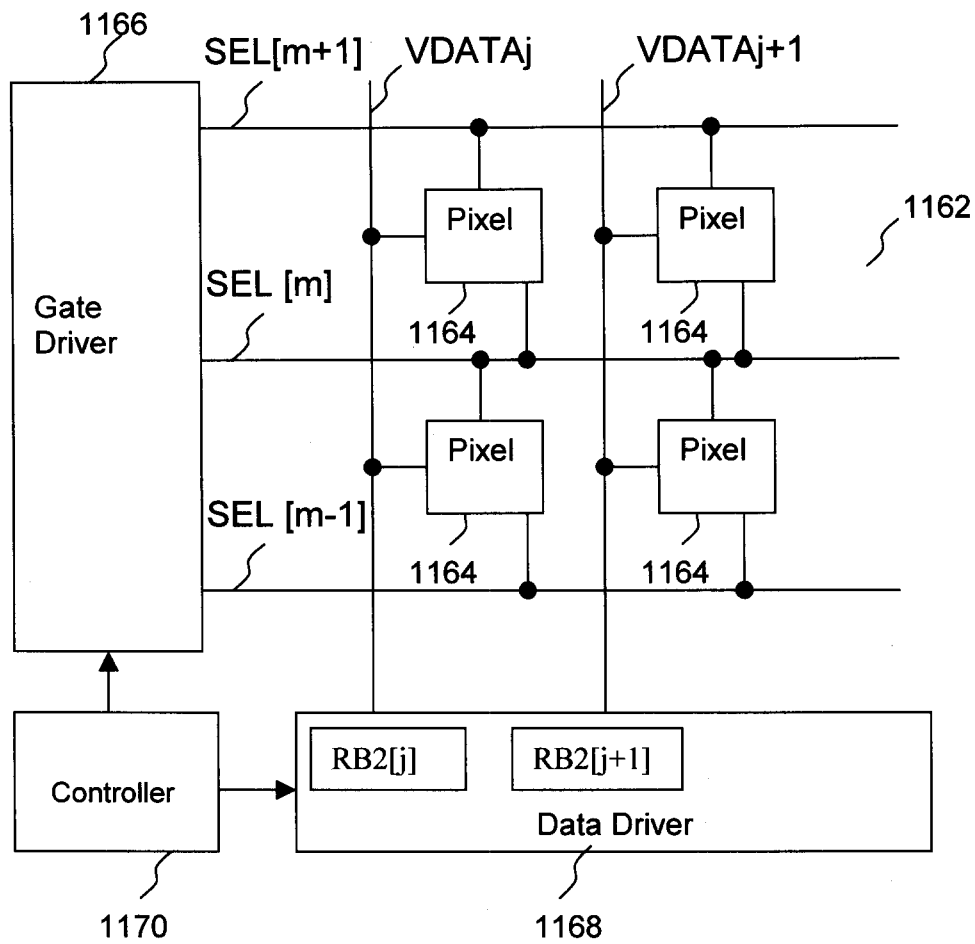 1166
SEL[m+1]
VDATAj
VDATAj+1
Pixel
Pixel
1162
SEL [m]
Gate
Driver
1164
1164
Pixel
Pixel
SEL [m-1]
1164
1164
RB2[j]
RB2[j+1]
Controller
Data Driver
1170
1168